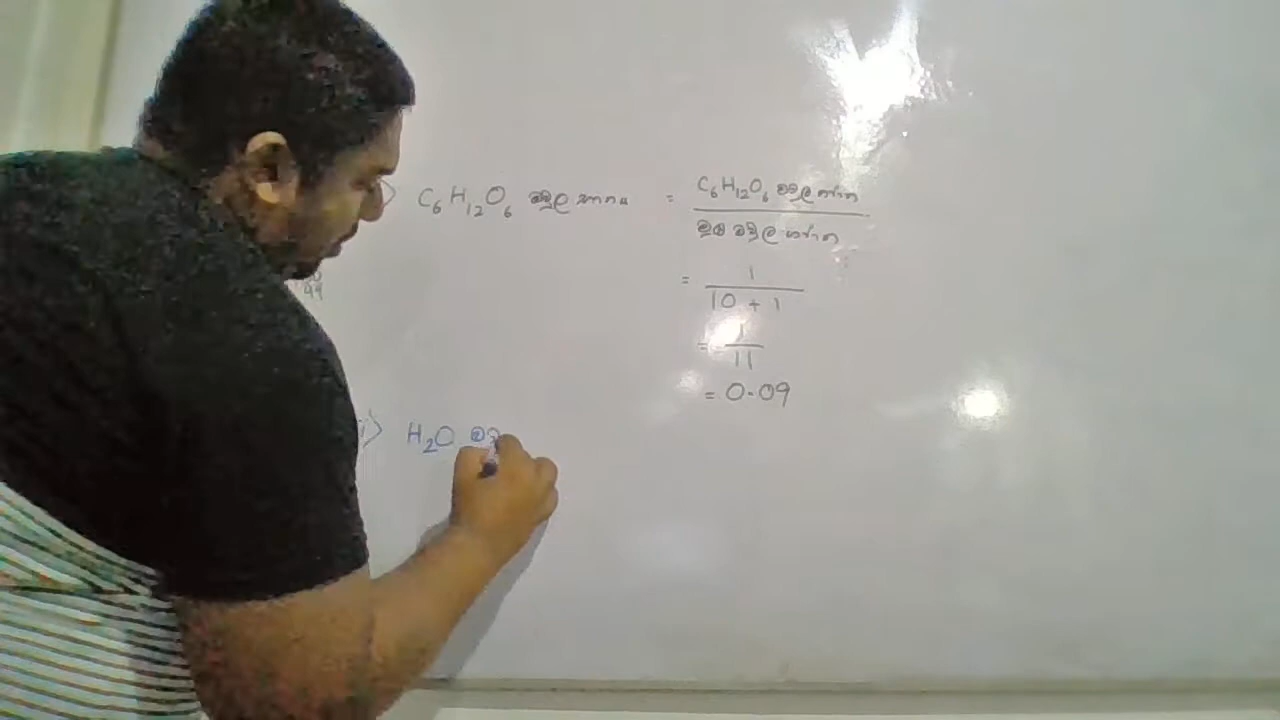 C₆H₁₂O₆ මවුල භාගය = C₆H₁₂O₆ මවුල ගණන
මුළු මවුල ගණන
= 1
10 + 1
= 1
11
= 0.09
i> H₂O